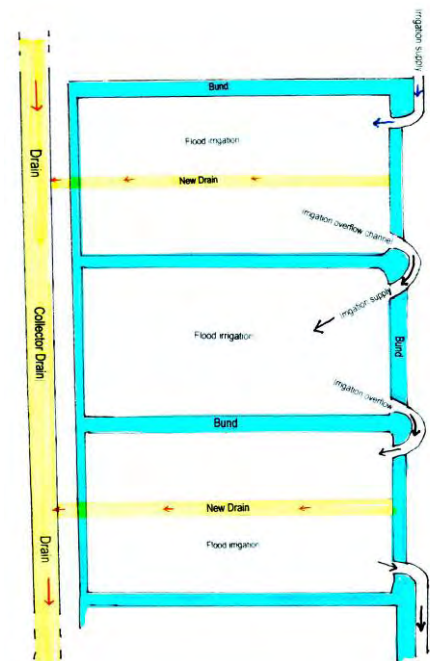 irrigation supply
Bund
Flood irrigation
Drain
New Drain
irrigation overflow channel
irrigation supply
Flood irrigation
Collector Drain
Bund
irrigation overflow
Bund
New Drain
Drain
Flood irrigation